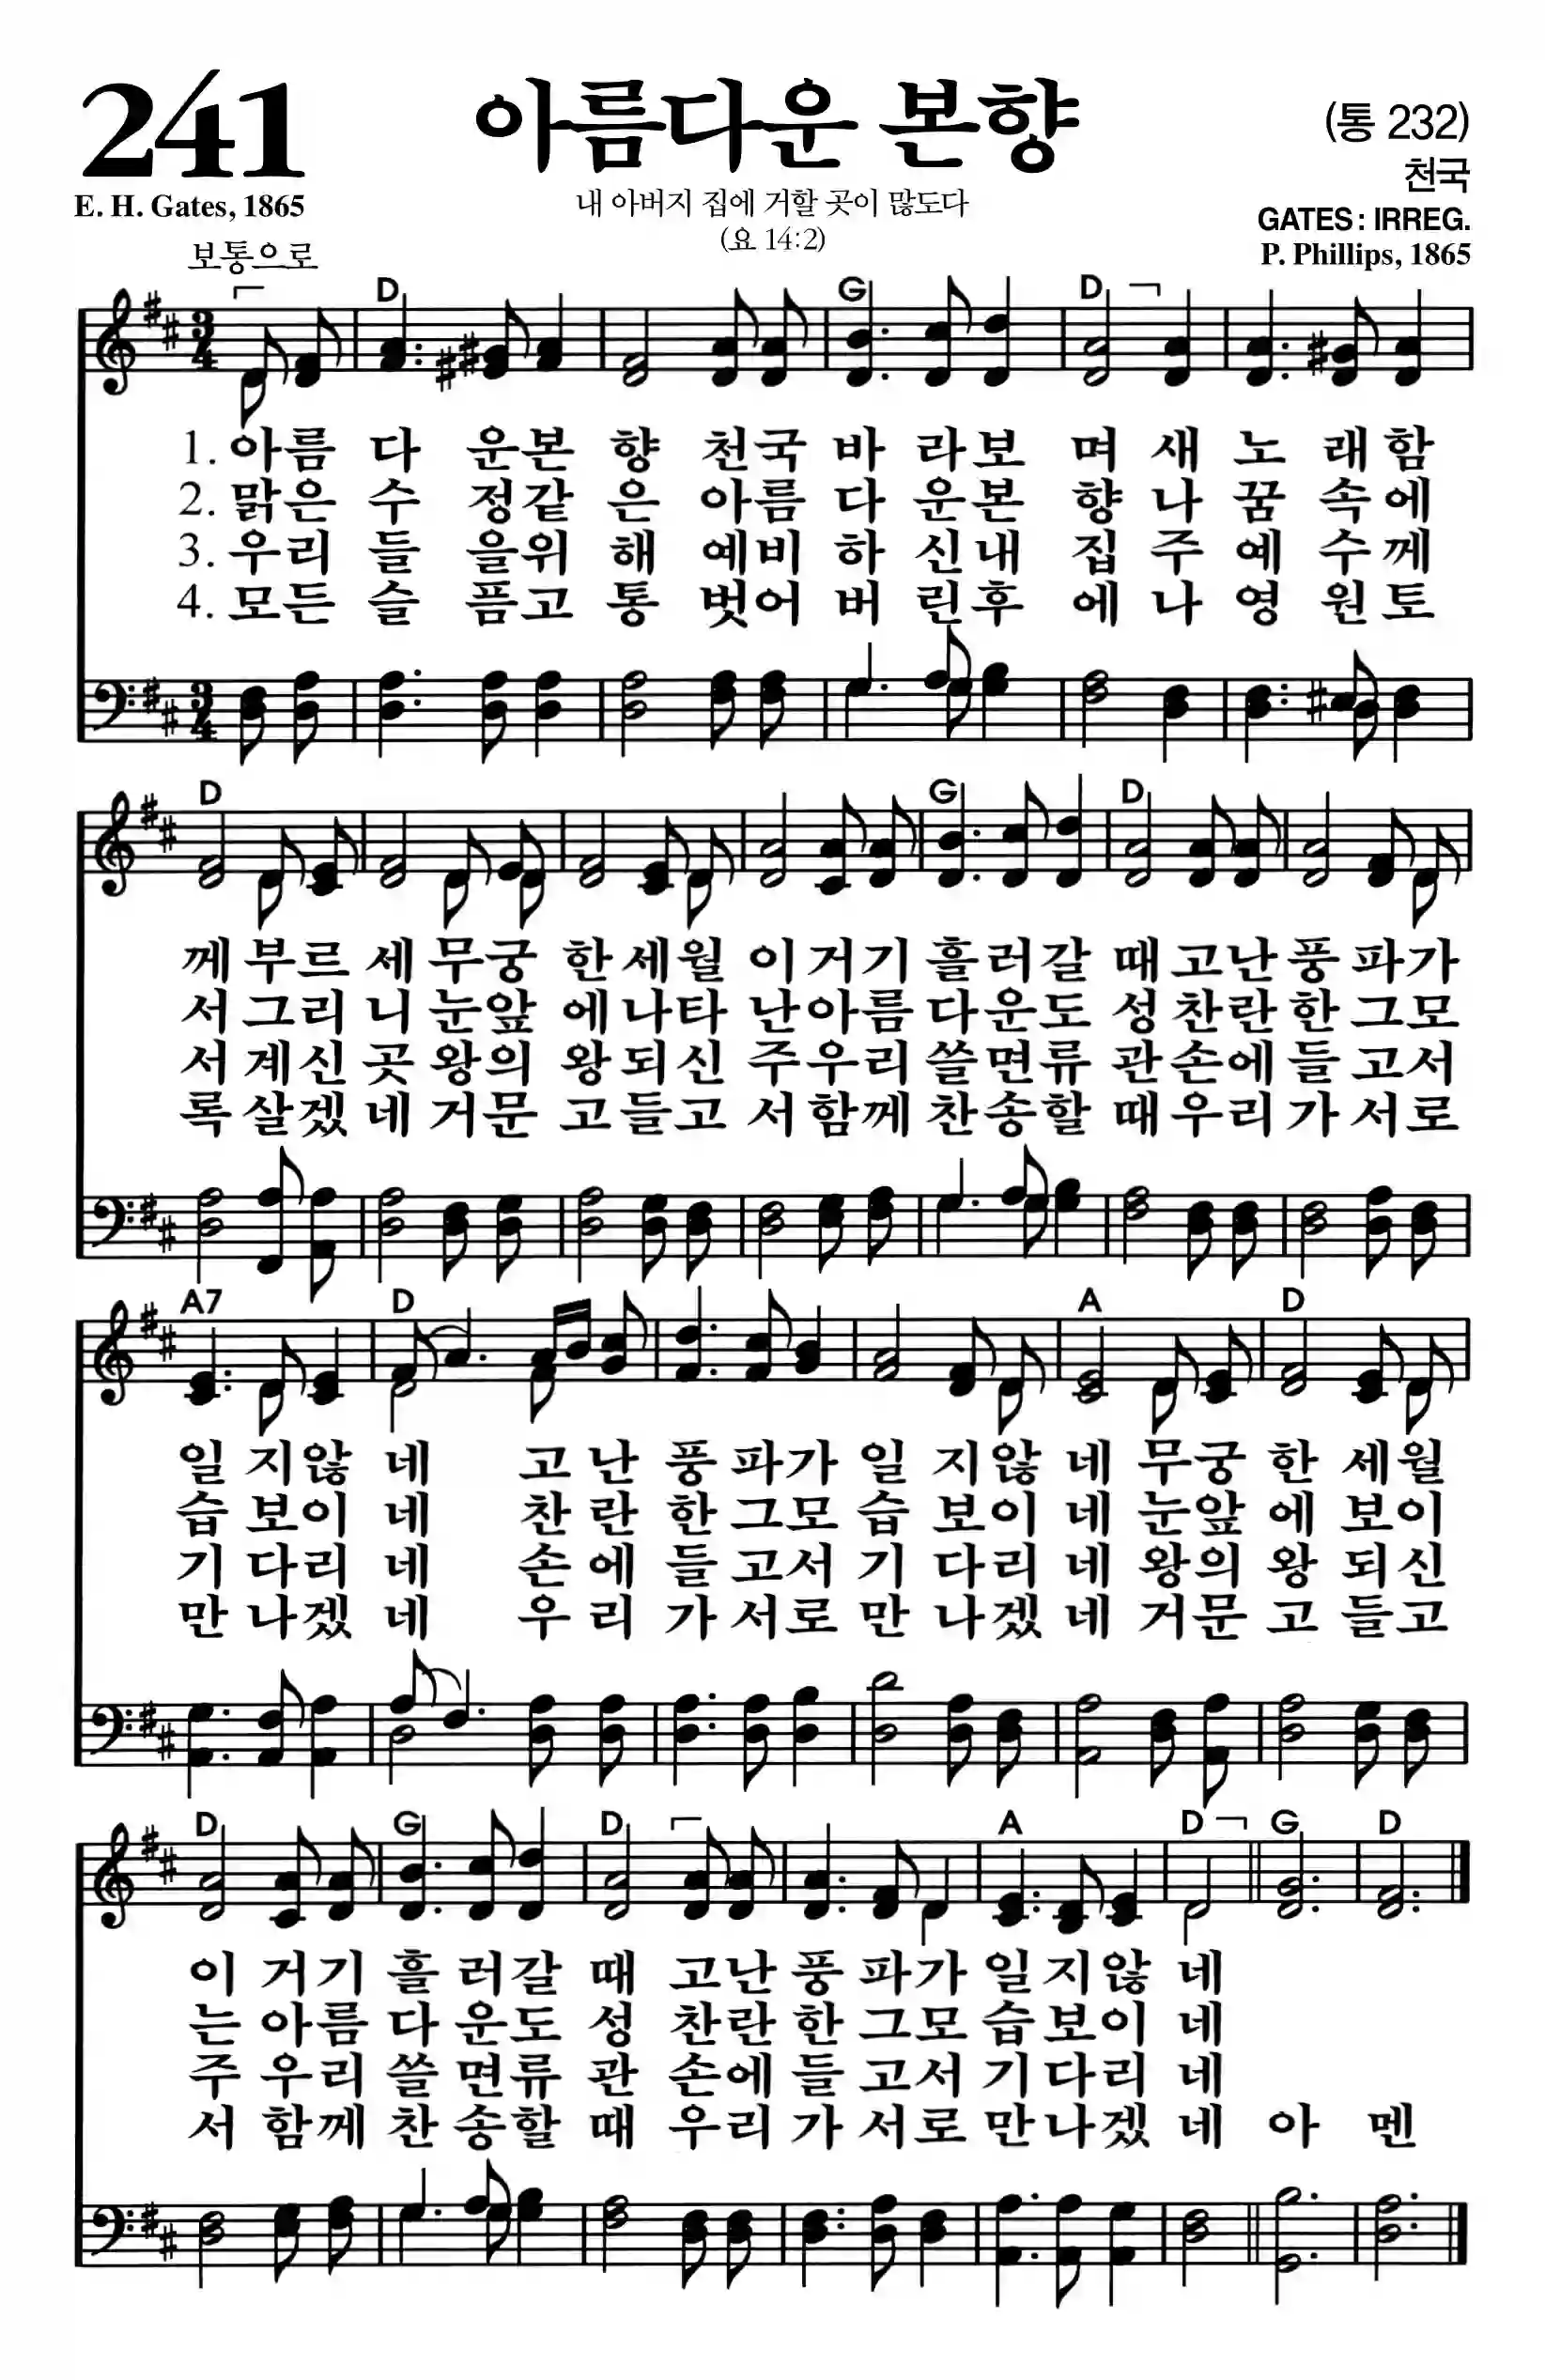 241
아름다운 본향
(통 232)
천국
E. H. Gates, 1865
내 아버지 집에 거할 곳이 많도다
GATES : IRREG.
(요 14:2)
P. Phillips, 1865
보통으로
D G D
1. 아름 다 운본 향 천국 바 라보 며 새 노 래함
2. 맑은 수 정같 은 아름 다 운본 향 나 꿈 속에
3. 우리 들 을위 해 예비 하 신내 집 주 예 수께
4. 모든 슬 픔고 통 벗어 버 린후 에 나 영 원토
D G D
께 부르 세 무궁 한 세월 이 거기 흘러갈 때 고난 풍 파가
서 그리 니 눈앞 에 나타 난 아름 다운도 성 찬란 한 그모
서 계신 곳 왕의 왕 되신 주 우리 쓸면류 관 손에 들 고서
록 살겠 네 거문 고 들고 서 함께 찬송할 때 우리 가 서로
A7 D A D
일 지않 네 고 난 풍 파가 일 지않 네 무궁 한 세월
습 보이 네 찬 란 한 그모 습 보이 네 눈앞 에 보이
기 다리 네 손 에 들 고서 기 다리 네 왕의 왕 되신
만 나겠 네 우 리 가 서로 만 나겠 네 거문 고 들고
D G D A D G D
이 거기 흘 러갈 때 고난 풍 파가 일 지않 네
는 아름 다 운도 성 찬란 한 그모 습 보이 네
주 우리 쓸 면류 관 손에 들 고서 기 다리 네
서 함께 찬 송할 때 우리 가 서로 만 나겠 네 아 멘